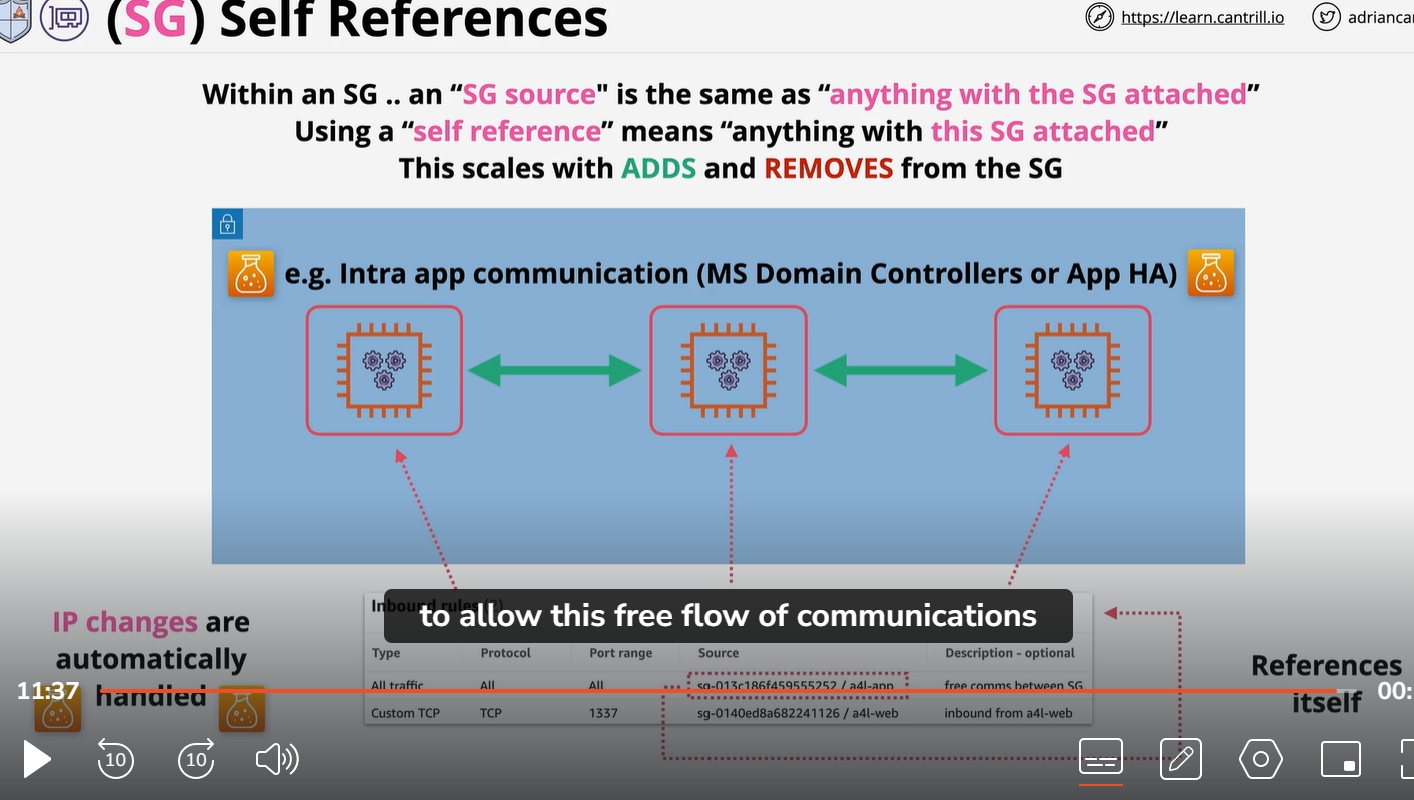 (SG) Self References
https://learn.cantrill.io
Within an SG .. an “SG source" is the same as “anything with the SG attached”
Using a “self reference” means “anything with this SG attached”
This scales with ADDS and REMOVES from the SG
e.g. Intra app communication (MS Domain Controllers or App HA)
IP changes are
automatically
handled
Inbound rules
to allow this free flow of communications
Type Protocol Port range Source Description - optional
All traffic All All sg-013c186f459555252 / a4l-app free comms between SG
Custom TCP TCP 1337 sg-0140ed8a682241126 / a4l-web inbound from a4l-web
References
itself
11:37
00:
10 10